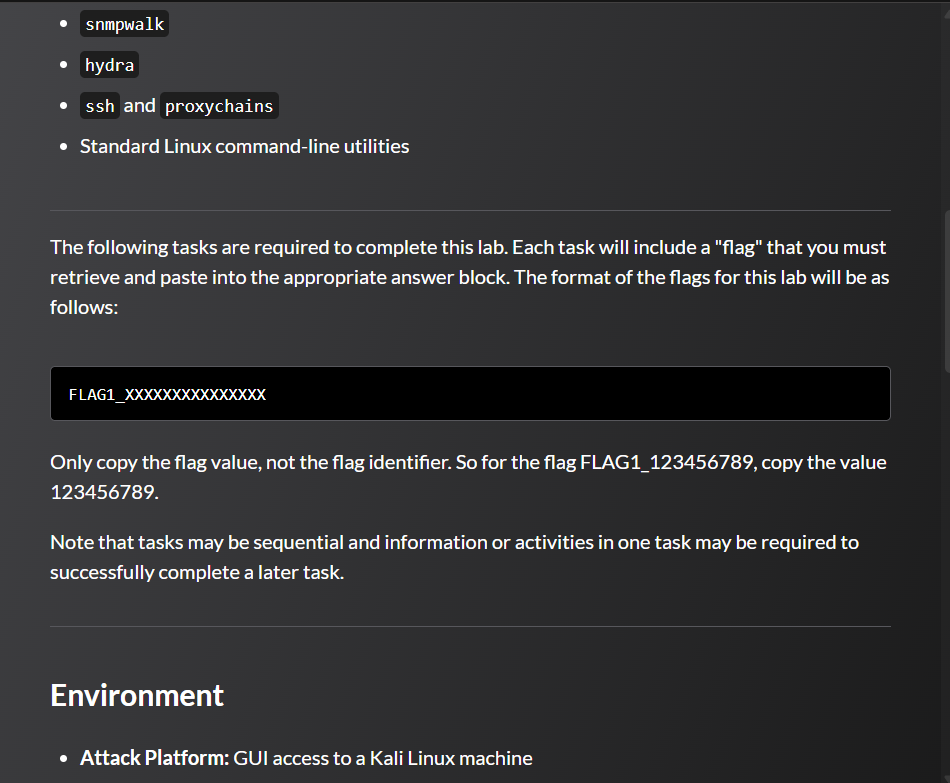 snmpwalk
hydra
ssh and proxychains
Standard Linux command-line utilities
The following tasks are required to complete this lab. Each task will include a "flag" that you must
retrieve and paste into the appropriate answer block. The format of the flags for this lab will be as
follows:
FLAG1_XXXXXXXXXXXXXXX
Only copy the flag value, not the flag identifier. So for the flag FLAG1_123456789, copy the value
123456789.
Note that tasks may be sequential and information or activities in one task may be required to
successfully complete a later task.
Environment
Attack Platform: GUI access to a Kali Linux machine